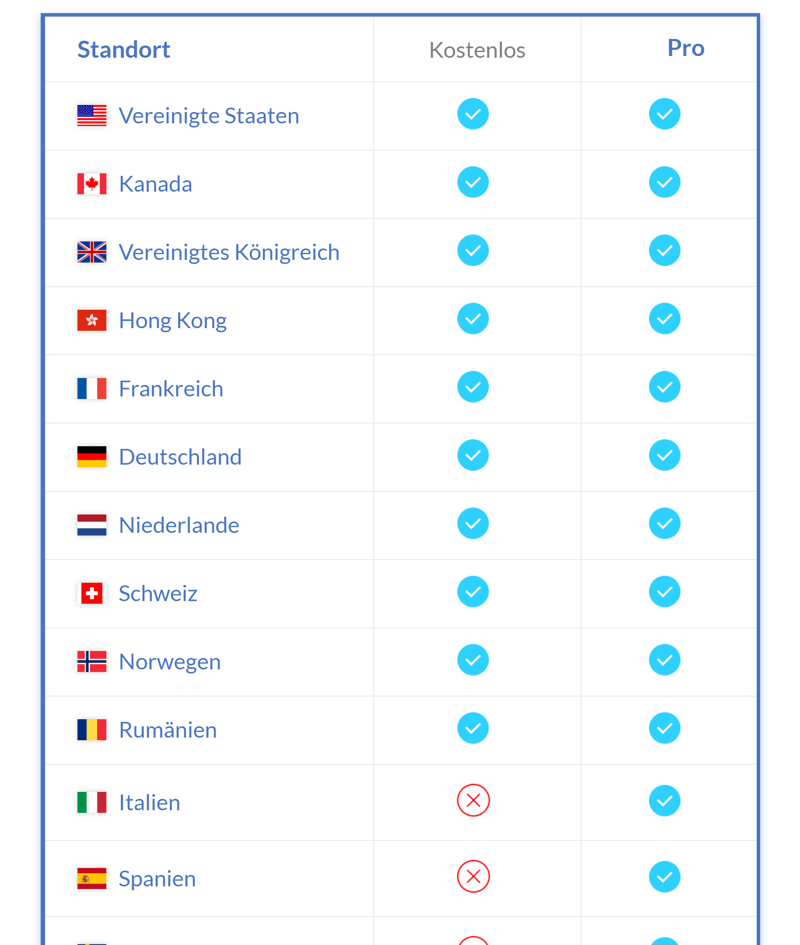 Standort Kostenlos Pro
Vereinigte Staaten
Kanada
Vereinigtes Königreich
Hong Kong
Frankreich
Deutschland
Niederlande
Schweiz
Norwegen
Rumänien
Italien
Spanien